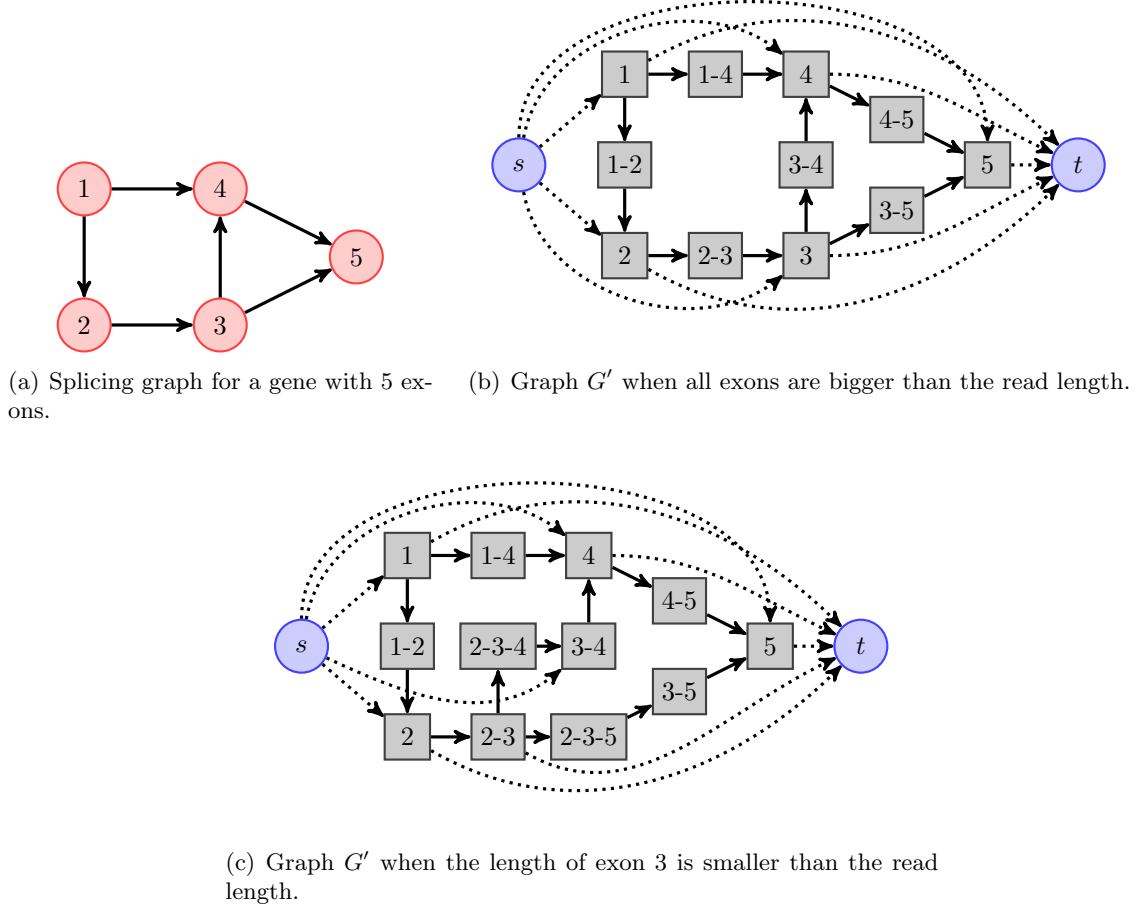 1 1-4 4
4-5
s 1-2 3-4 5 t
3-5
2 2-3 3
1 4
5
2 3
(a) Splicing graph for a gene with 5 ex-
ons.
(b) Graph G′ when all exons are bigger than the read length.
1 1-4 4
4-5
s 1-2 2-3-4 3-4 5 t
3-5
2 2-3 2-3-5
(c) Graph G′ when the length of exon 3 is smaller than the read
length.